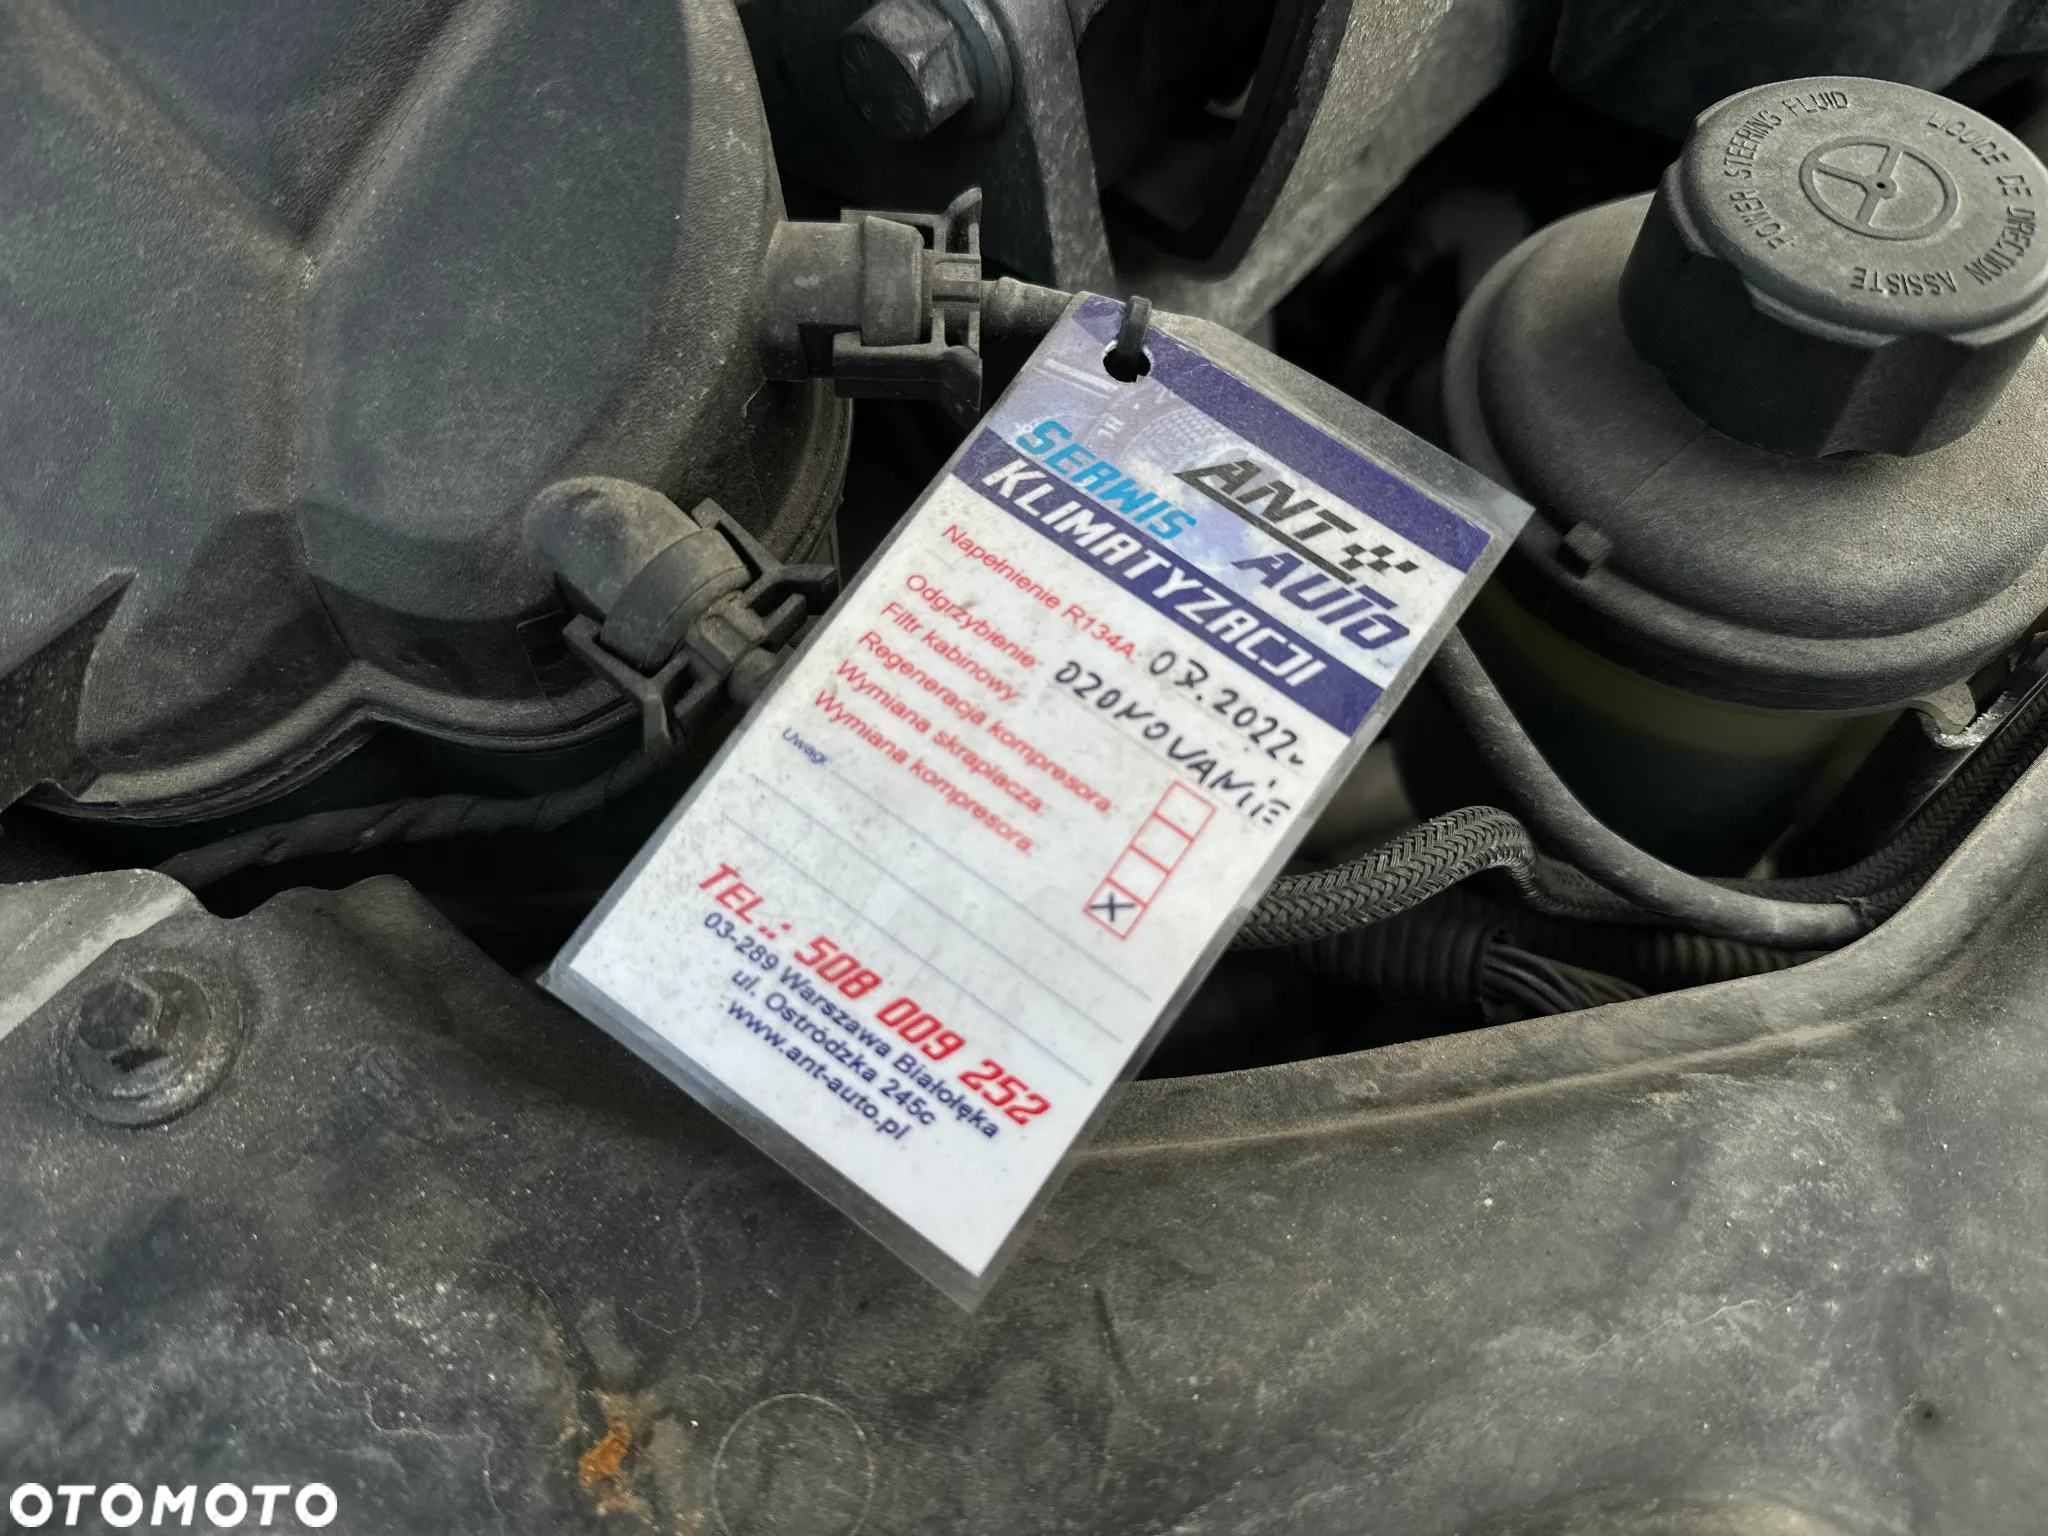 POWER STEERING FLUID
LIQUIDE DE DIRECTION ASSISTE
ANT
AUTO
SERWIS
KLIMATYZACJI
Napełnienie R134A. 08.2022r
Odgrzybienie OZONOWANIE
Filtr kabinowy
Regeneracja kompresora.
Wymiana skraplacza.
Wymiana kompresora. X
Uwagi
TEL.: 508 009 252
03-289 Warszawa Białołęka
ul. Ostródzka 245c
www.ant-auto.pl
OTOMOTO